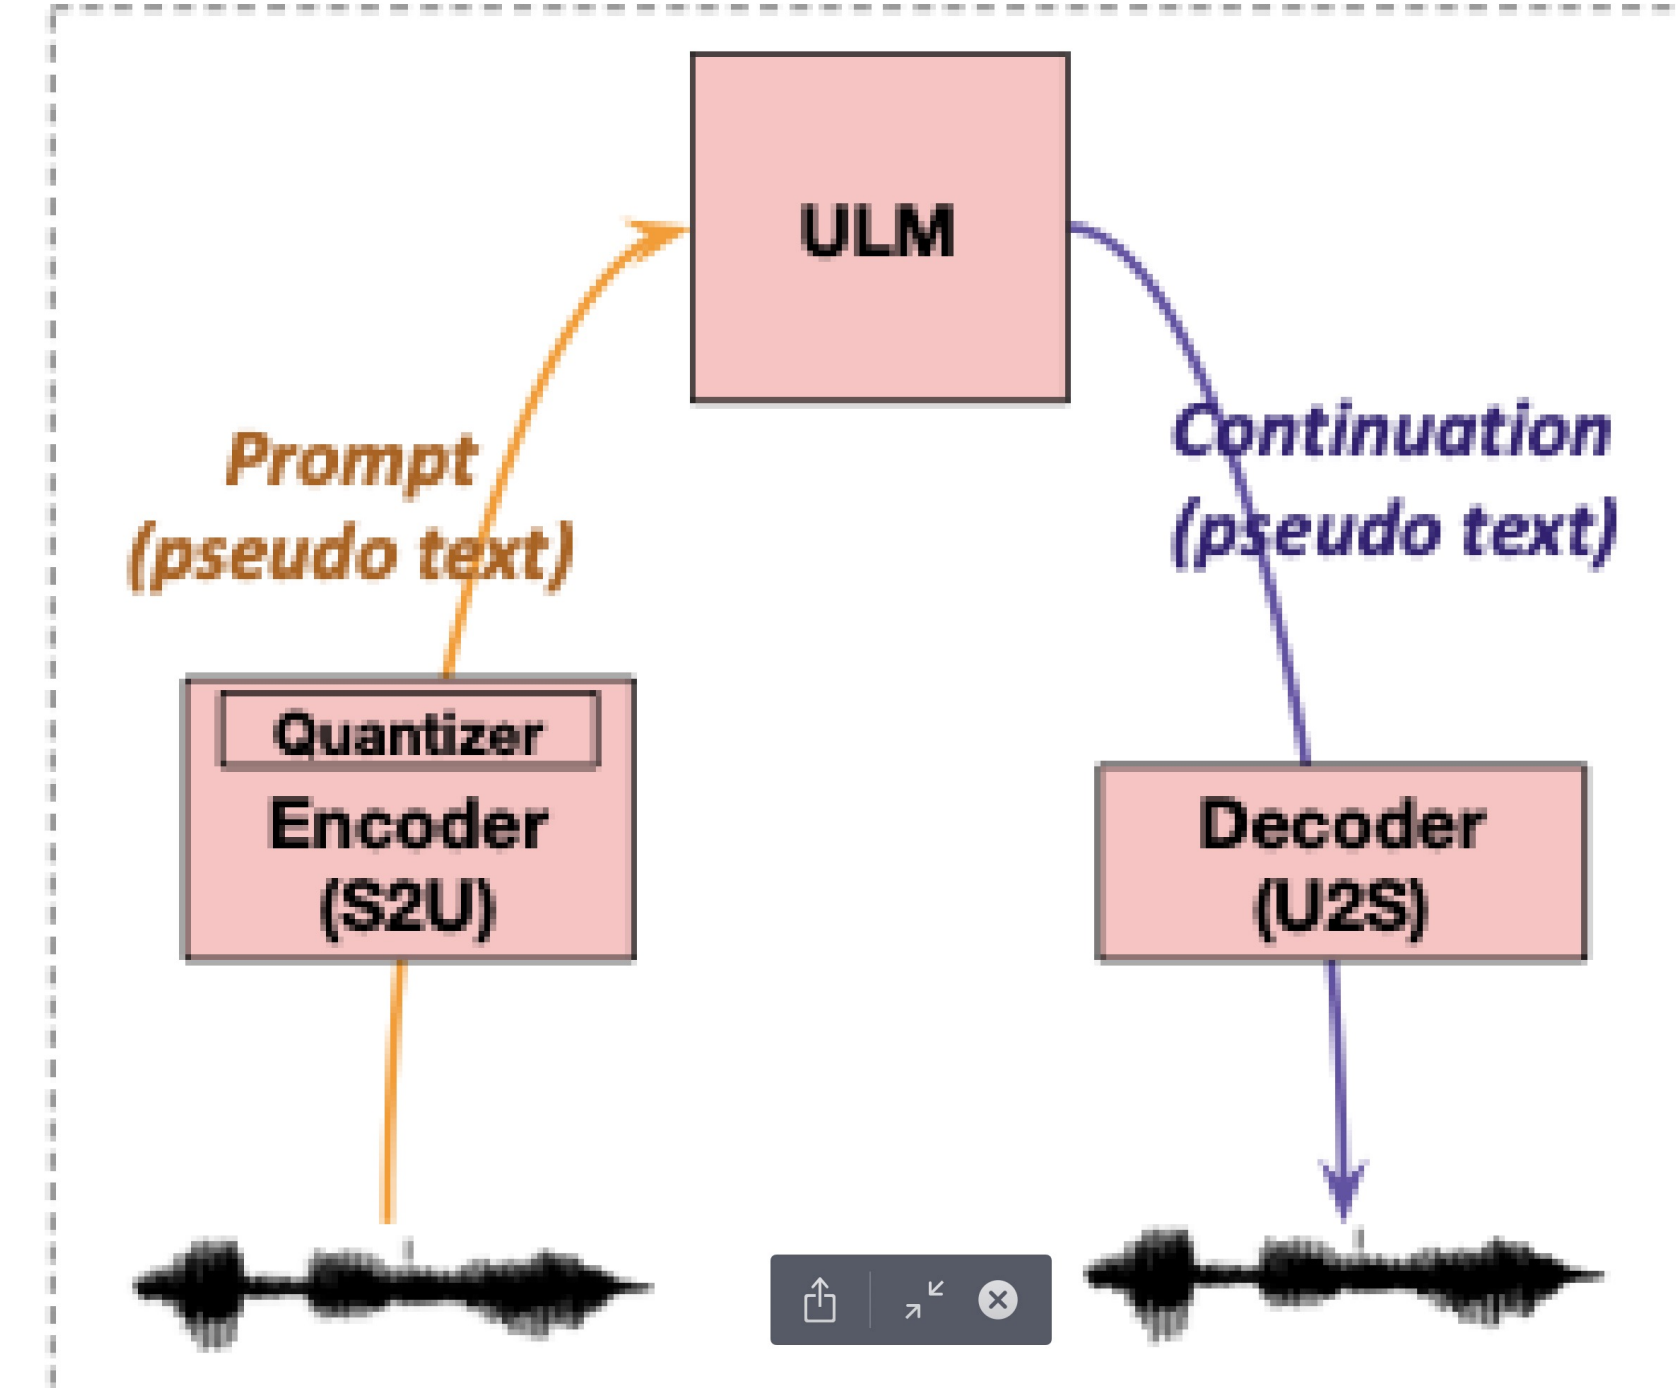 ULM
Prompt
(pseudo text)
Continuation
(pseudo text)
Quantizer
Encoder
(S2U)
Decoder
(U2S)